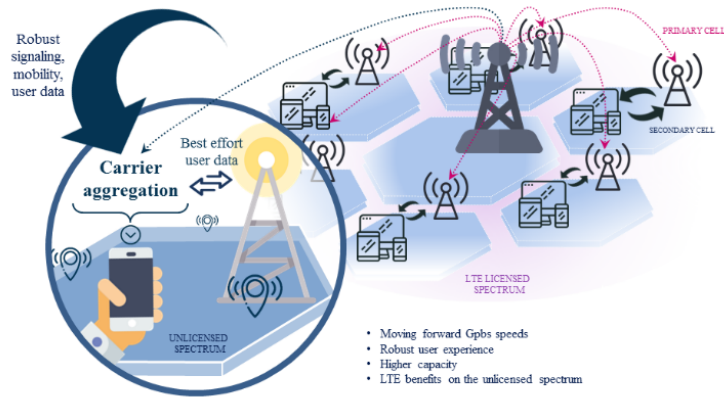 Robust
signaling,
mobility,
user data
PRIMARY CELL
SECONDARY CELL
Best effort
user data
Carrier
aggregation
LTE LICENSED
SPECTRUM
UNLICENSED
SPECTRUM
• Moving forward Gpbs speeds
• Robust user experience
• Higher capacity
• LTE benefits on the unlicensed spectrum